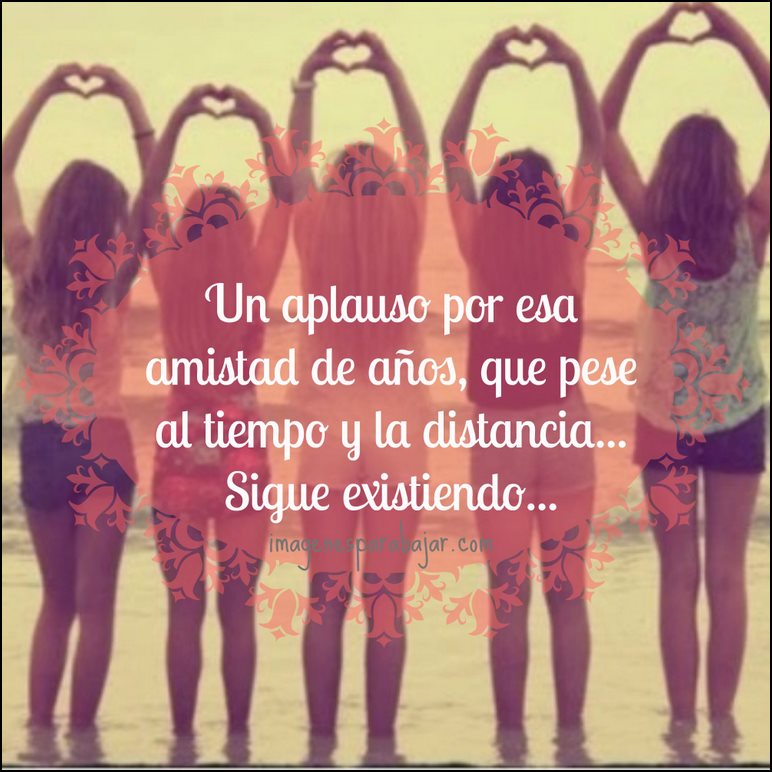 Un aplauso por esa
amistad de años, que pese
al tiempo y la distancia...
Sigue existiendo...
imagenesparabajar.com